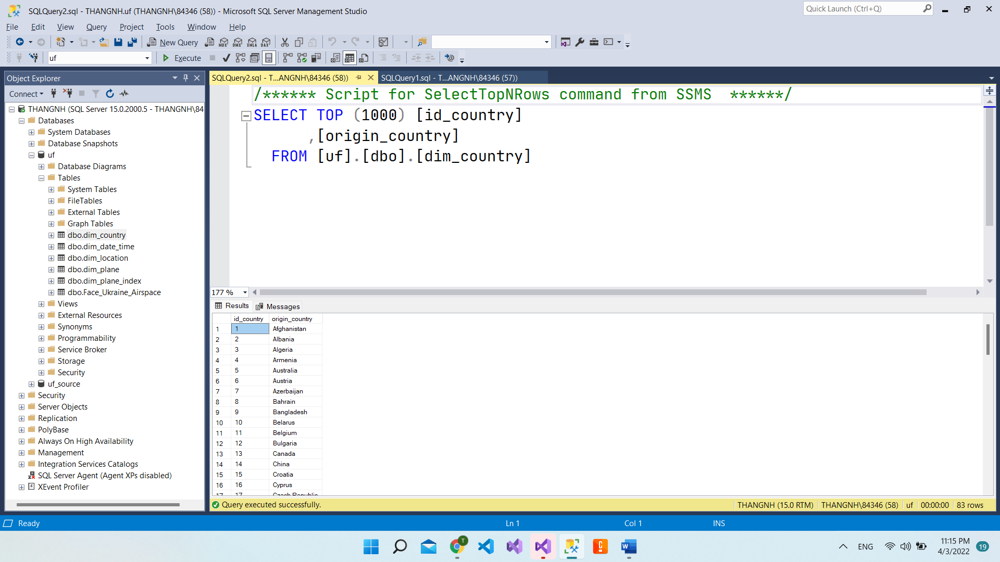 SQLQuery2.sql - THANGNH.uf (THANGNH\84346 (58)) - Microsoft SQL Server Management Studio
Quick Launch (Ctrl+Q)
File Edit View Query Project Tools Window Help
New Query
MDX DMX XMLA DAX
uf
Execute
Object Explorer
Connect
THANGNH (SQL Server 15.0.2000.5 - THANGNH\84
Databases
System Databases
Database Snapshots
uf
Database Diagrams
Tables
System Tables
FileTables
External Tables
Graph Tables
dbo.dim_country
dbo.dim_date_time
dbo.dim_location
dbo.dim_plane
dbo.dim_plane_index
dbo.Face_Ukraine_Airspace
Views
External Resources
Synonyms
Programmability
Service Broker
Storage
Security
uf_source
Security
Server Objects
Replication
PolyBase
Always On High Availability
Management
Integration Services Catalogs
SQL Server Agent (Agent XPs disabled)
XEvent Profiler
SQLQuery2.sql - T...ANGNH\84346 (58))
SQLQuery1.sql - T...ANGNH\84346 (57))
/****** Script for SelectTopNRows command from SSMS ******/
SELECT TOP (1000) [id_country]
,[origin_country]
FROM [uf].[dbo].[dim_country]
177 %
Results Messages
id_country origin_country
1 1 Afghanistan
2 2 Albania
3 3 Algeria
4 4 Armenia
5 5 Australia
6 6 Austria
7 7 Azerbaijan
8 8 Bahrain
9 9 Bangladesh
10 10 Belarus
11 11 Belgium
12 12 Bulgaria
13 13 Canada
14 14 China
15 15 Croatia
16 16 Cyprus
17 17 Czech Republic
Query executed successfully.
THANGNH (15.0 RTM) THANGNH\84346 (58) uf 00:00:00 83 rows
Ready
Ln 1 Col 1 INS
T
ENG
11:15 PM
4/3/2022
19